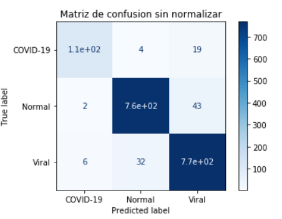 Matriz de confusion sin normalizar
COVID-19 1.1e+02 4 19
Normal 2 7.6e+02 43
Viral 6 32 7.7e+02
COVID-19 Normal Viral
Predicted label
True label
700
600
500
400
300
200
100